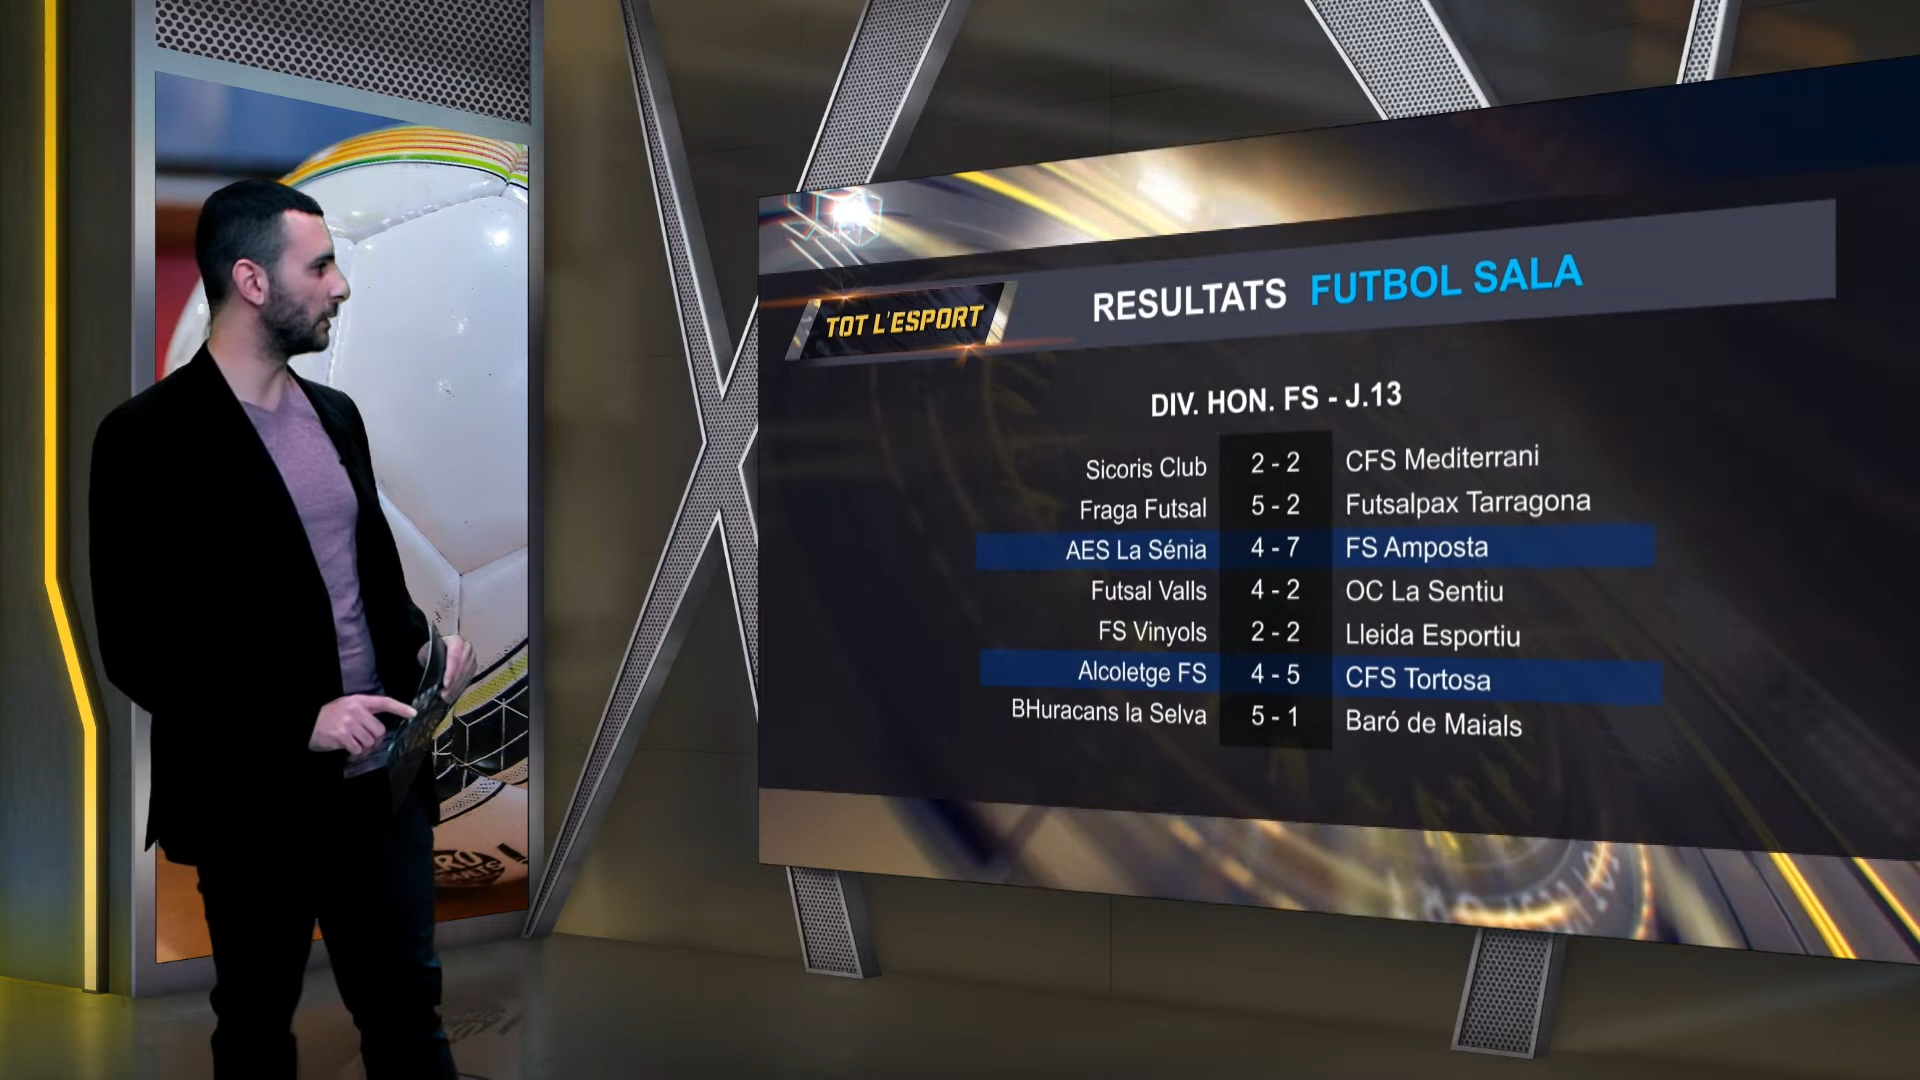 TOT L'ESPORT
RESULTATS FUTBOL SALA
DIV. HON. FS - J.13
Sicoris Club 2 - 2 CFS Mediterrani
Fraga Futsal 5 - 2 Futsalpax Tarragona
AES La Sénia 4 - 7 FS Amposta
Futsal Valls 4 - 2 OC La Sentiu
FS Vinyols 2 - 2 Lleida Esportiu
Alcoletge FS 4 - 5 CFS Tortosa
BHuracans la Selva 5 - 1 Baró de Maials